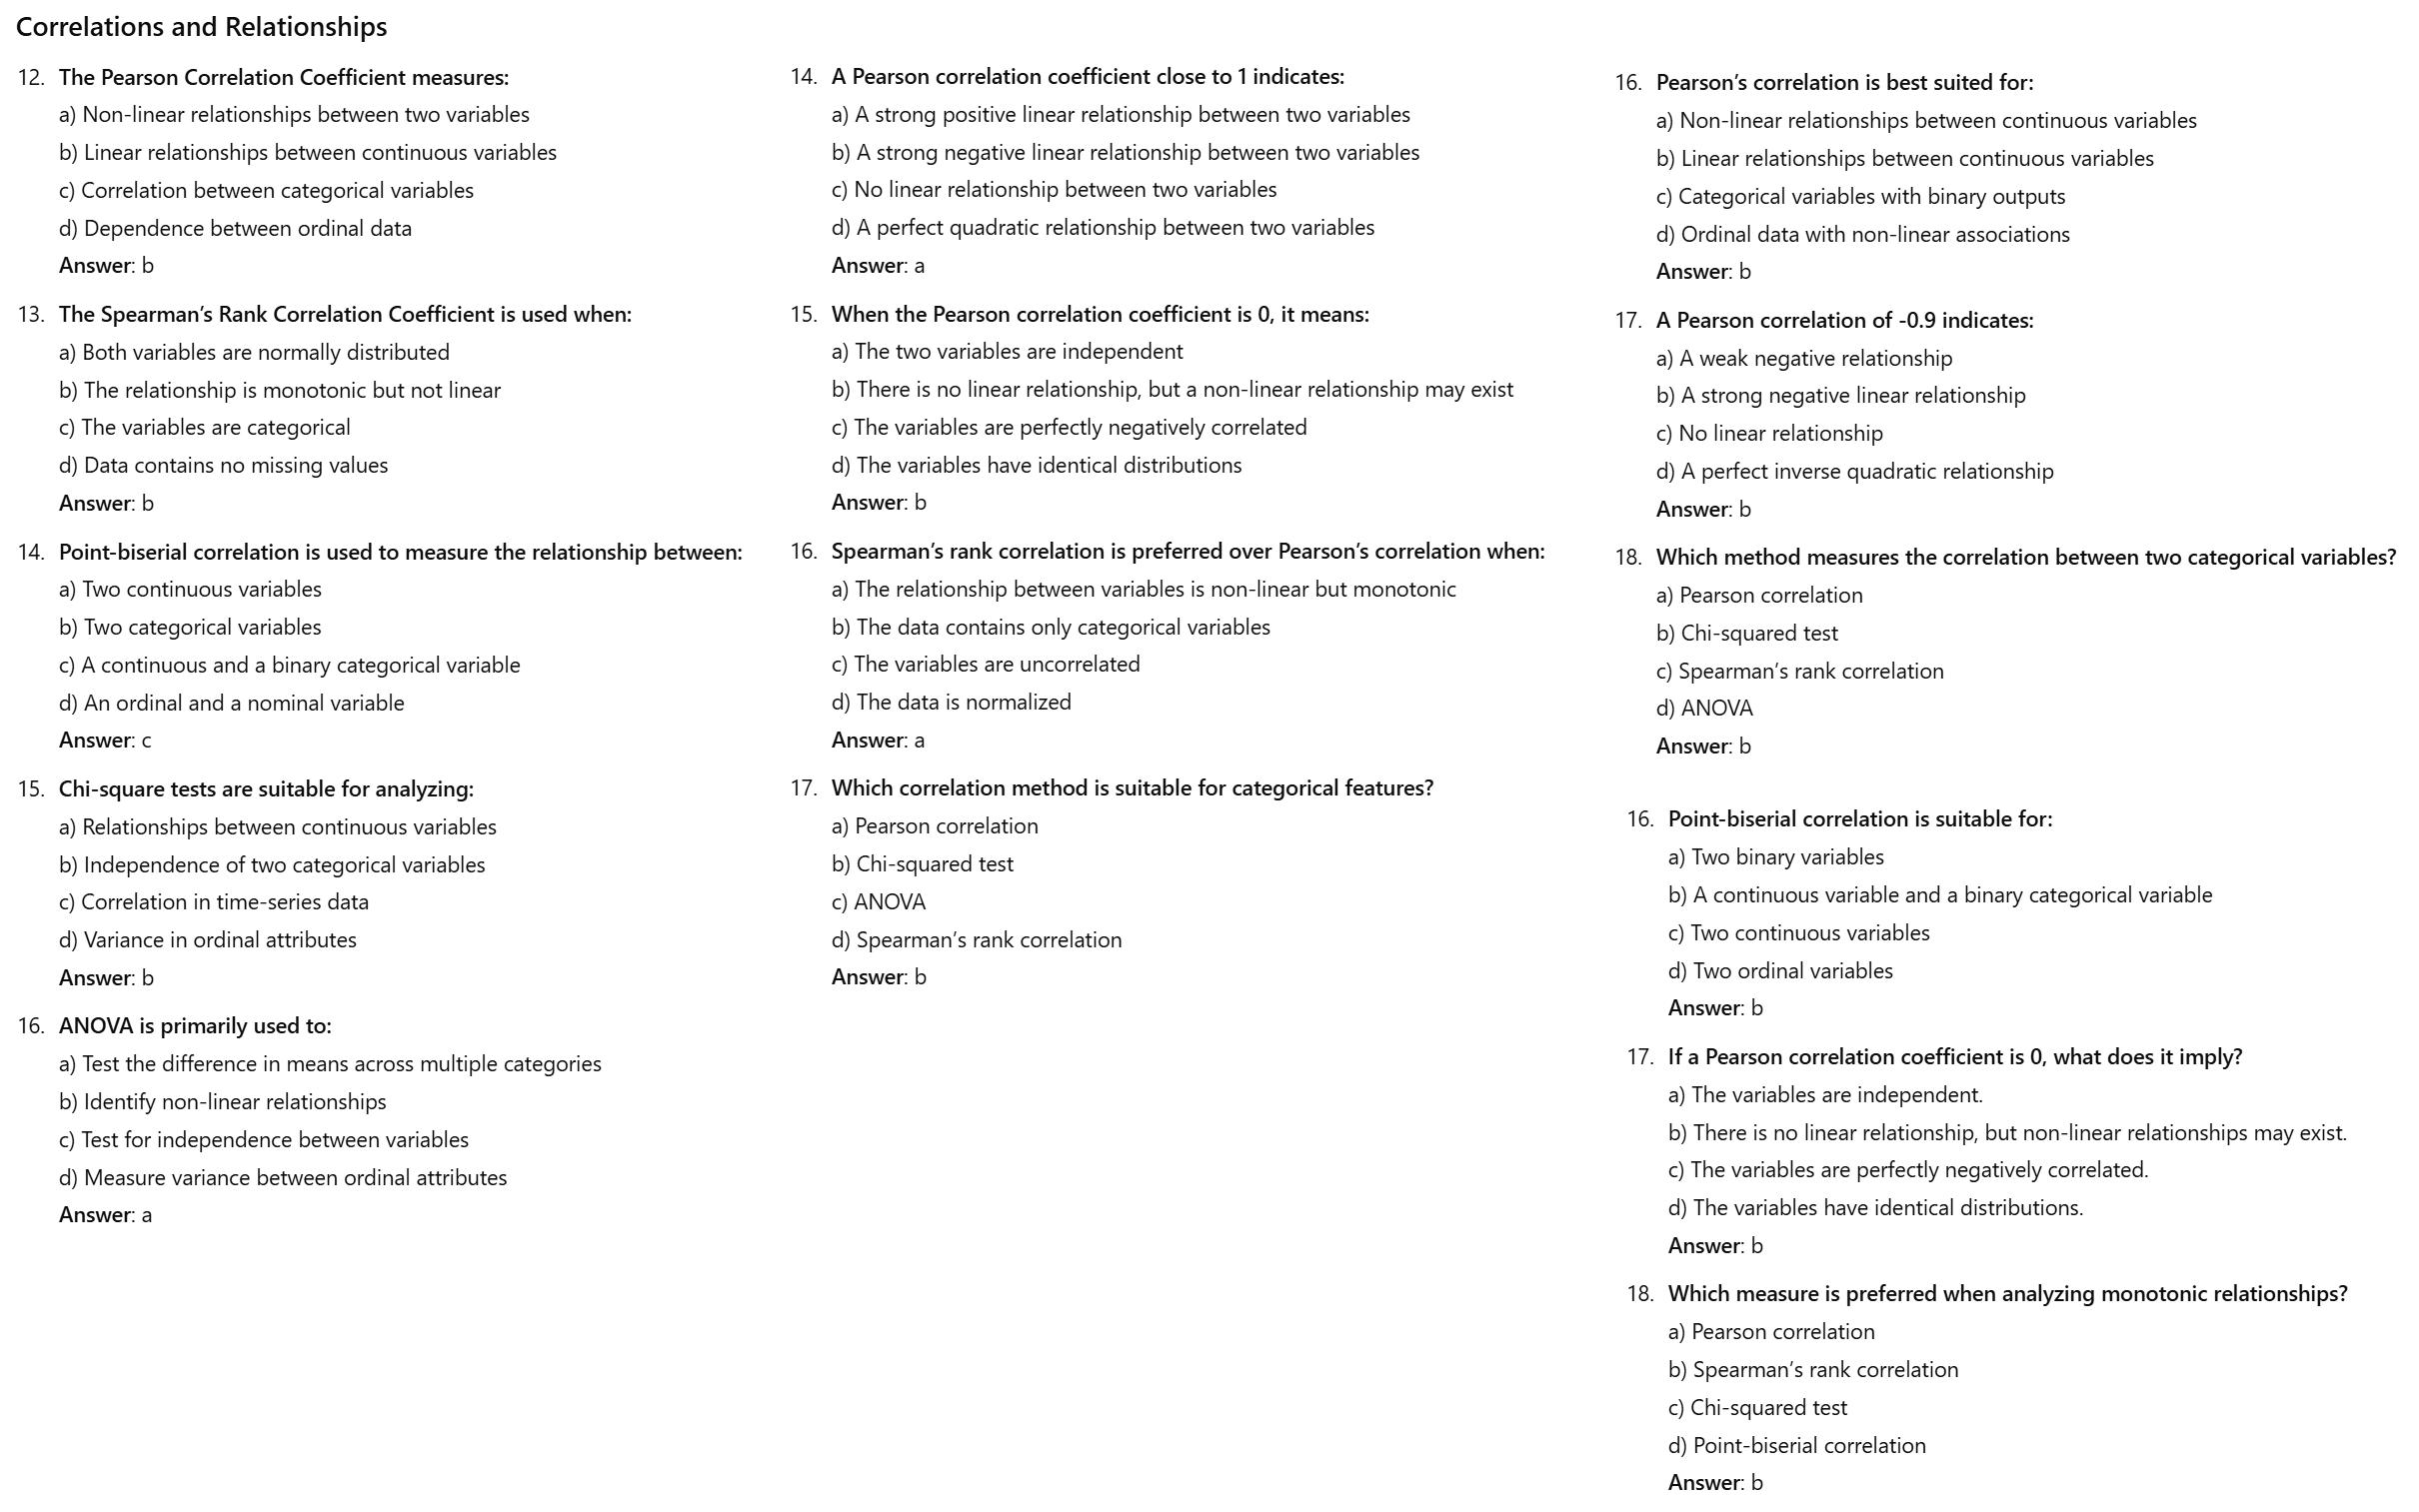 Correlations and Relationships
12. The Pearson Correlation Coefficient measures:
a) Non-linear relationships between two variables
b) Linear relationships between continuous variables
c) Correlation between categorical variables
d) Dependence between ordinal data
Answer: b
13. The Spearman’s Rank Correlation Coefficient is used when:
a) Both variables are normally distributed
b) The relationship is monotonic but not linear
c) The variables are categorical
d) Data contains no missing values
Answer: b
14. Point-biserial correlation is used to measure the relationship between:
a) Two continuous variables
b) Two categorical variables
c) A continuous and a binary categorical variable
d) An ordinal and a nominal variable
Answer: c
15. Chi-square tests are suitable for analyzing:
a) Relationships between continuous variables
b) Independence of two categorical variables
c) Correlation in time-series data
d) Variance in ordinal attributes
Answer: b
16. ANOVA is primarily used to:
a) Test the difference in means across multiple categories
b) Identify non-linear relationships
c) Test for independence between variables
d) Measure variance between ordinal attributes
Answer: a
14. A Pearson correlation coefficient close to 1 indicates:
a) A strong positive linear relationship between two variables
b) A strong negative linear relationship between two variables
c) No linear relationship between two variables
d) A perfect quadratic relationship between two variables
Answer: a
15. When the Pearson correlation coefficient is 0, it means:
a) The two variables are independent
b) There is no linear relationship, but a non-linear relationship may exist
c) The variables are perfectly negatively correlated
d) The variables have identical distributions
Answer: b
16. Spearman’s rank correlation is preferred over Pearson’s correlation when:
a) The relationship between variables is non-linear but monotonic
b) The data contains only categorical variables
c) The variables are uncorrelated
d) The data is normalized
Answer: a
17. Which correlation method is suitable for categorical features?
a) Pearson correlation
b) Chi-squared test
c) ANOVA
d) Spearman’s rank correlation
Answer: b
16. Pearson’s correlation is best suited for:
a) Non-linear relationships between continuous variables
b) Linear relationships between continuous variables
c) Categorical variables with binary outputs
d) Ordinal data with non-linear associations
Answer: b
17. A Pearson correlation of -0.9 indicates:
a) A weak negative relationship
b) A strong negative linear relationship
c) No linear relationship
d) A perfect inverse quadratic relationship
Answer: b
18. Which method measures the correlation between two categorical variables?
a) Pearson correlation
b) Chi-squared test
c) Spearman’s rank correlation
d) ANOVA
Answer: b
16. Point-biserial correlation is suitable for:
a) Two binary variables
b) A continuous variable and a binary categorical variable
c) Two continuous variables
d) Two ordinal variables
Answer: b
17. If a Pearson correlation coefficient is 0, what does it imply?
a) The variables are independent.
b) There is no linear relationship, but non-linear relationships may exist.
c) The variables are perfectly negatively correlated.
d) The variables have identical distributions.
Answer: b
18. Which measure is preferred when analyzing monotonic relationships?
a) Pearson correlation
b) Spearman’s rank correlation
c) Chi-squared test
d) Point-biserial correlation
Answer: b